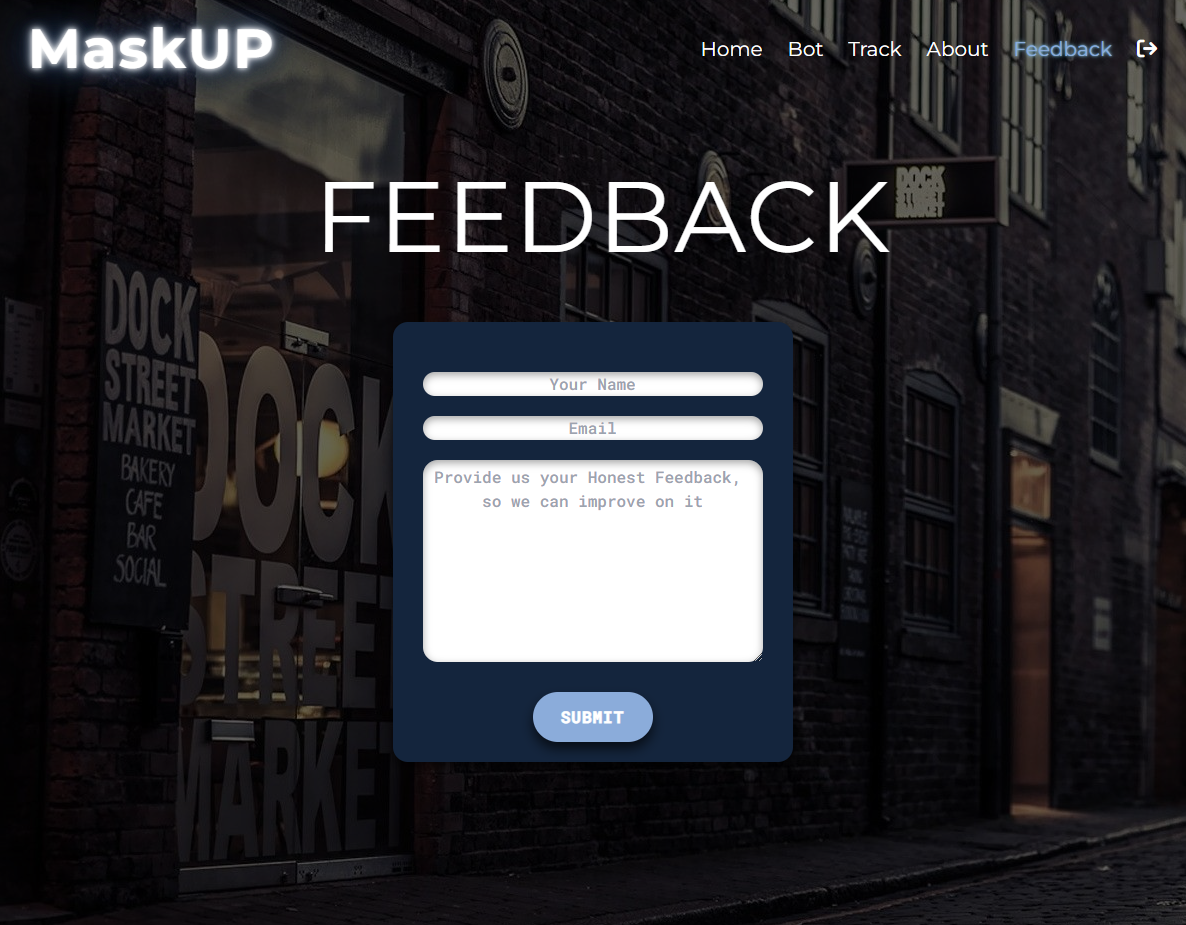 MaskUP
Home Bot Track About Feedback
FEEDBACK
DOCK
STREET
MARKET
DOCK
STREET
MARKET
BAKERY
CAFE
BAR
SOCIAL
DOCK
STREET
MARKET
Your Name
Email
Provide us your Honest Feedback,
so we can improve on it
SUBMIT